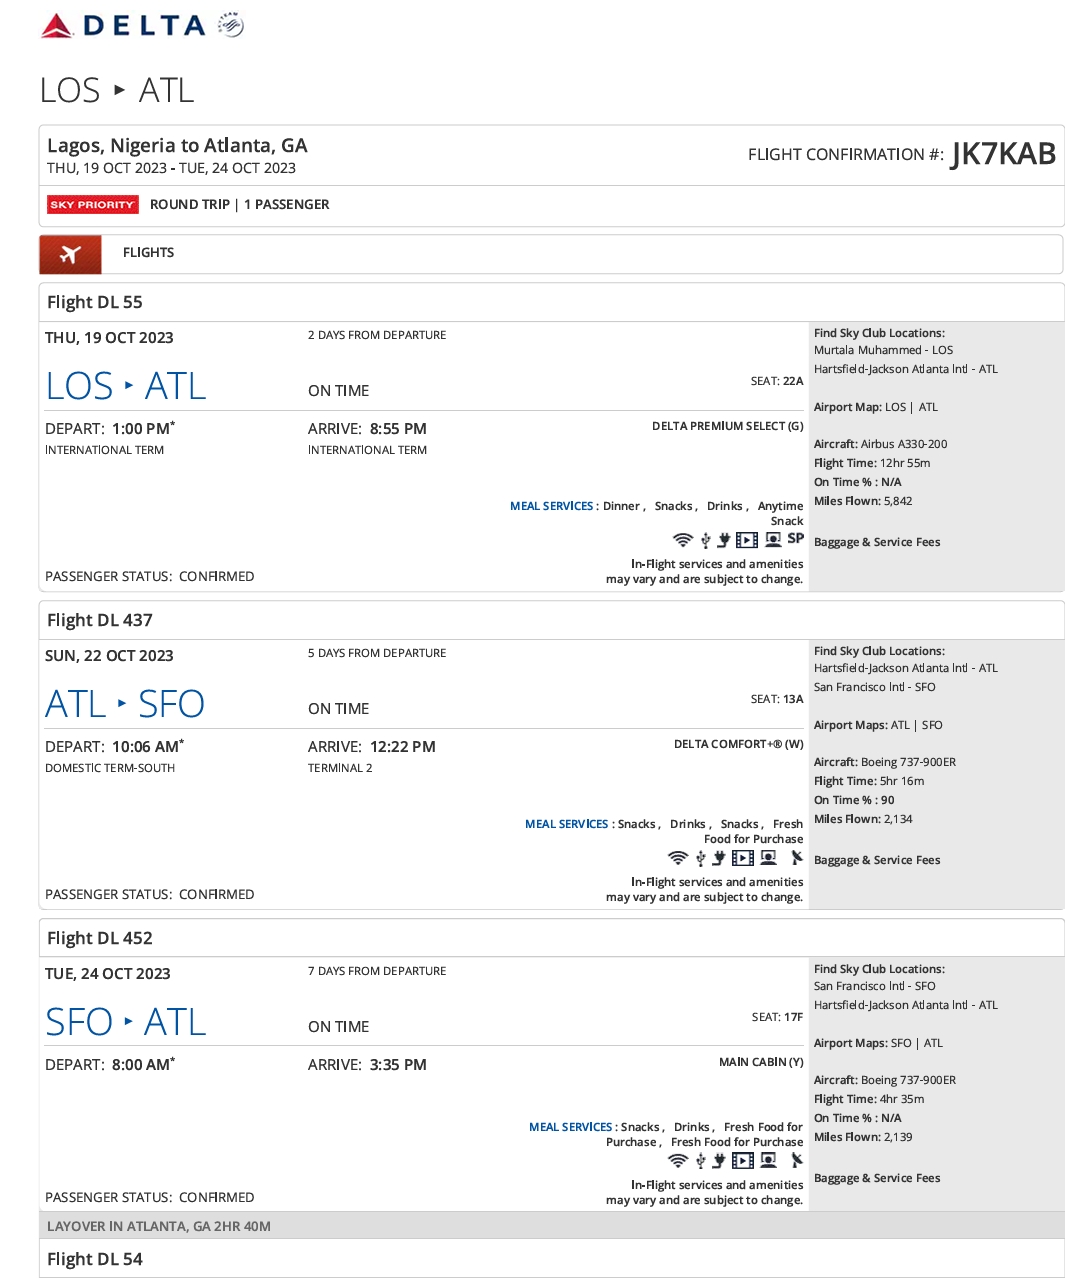 DELTA
LOS ▸ ATL
Lagos, Nigeria to Atlanta, GA
THU, 19 OCT 2023 - TUE, 24 OCT 2023
FLIGHT CONFIRMATION #: JK7KAB
SKY PRIORITY ROUND TRIP | 1 PASSENGER
FLIGHTS
Flight DL 55
THU, 19 OCT 2023
2 DAYS FROM DEPARTURE
LOS ▸ ATL
ON TIME
SEAT: 22A
DEPART: 1:00 PM*
ARRIVE: 8:55 PM
DELTA PREMIUM SELECT (G)
INTERNATIONAL TERM
INTERNATIONAL TERM
MEAL SERVICES : Dinner , Snacks , Drinks , Anytime
Snack
SP
In-Flight services and amenities
may vary and are subject to change.
PASSENGER STATUS: CONFIRMED
Find Sky Club Locations:
Murtala Muhammed - LOS
Hartsfield-Jackson Atlanta Intl - ATL
Airport Map: LOS | ATL
Aircraft: Airbus A330-200
Flight Time: 12hr 55m
On Time % : N/A
Miles Flown: 5,842
Baggage & Service Fees
Flight DL 437
SUN, 22 OCT 2023
5 DAYS FROM DEPARTURE
ATL ▸ SFO
ON TIME
SEAT: 13A
DEPART: 10:06 AM*
ARRIVE: 12:22 PM
DELTA COMFORT+® (W)
DOMESTIC TERM-SOUTH
TERMINAL 2
MEAL SERVICES : Snacks , Drinks , Snacks , Fresh
Food for Purchase
In-Flight services and amenities
may vary and are subject to change.
PASSENGER STATUS: CONFIRMED
Find Sky Club Locations:
Hartsfield-Jackson Atlanta Intl - ATL
San Francisco Intl - SFO
Airport Maps: ATL | SFO
Aircraft: Boeing 737-900ER
Flight Time: 5hr 16m
On Time % : 90
Miles Flown: 2,134
Baggage & Service Fees
Flight DL 452
TUE, 24 OCT 2023
7 DAYS FROM DEPARTURE
SFO ▸ ATL
ON TIME
SEAT: 17F
DEPART: 8:00 AM*
ARRIVE: 3:35 PM
MAIN CABIN (Y)
MEAL SERVICES : Snacks , Drinks , Fresh Food for
Purchase , Fresh Food for Purchase
In-Flight services and amenities
may vary and are subject to change.
PASSENGER STATUS: CONFIRMED
Find Sky Club Locations:
San Francisco Intl - SFO
Hartsfield-Jackson Atlanta Intl - ATL
Airport Maps: SFO | ATL
Aircraft: Boeing 737-900ER
Flight Time: 4hr 35m
On Time % : N/A
Miles Flown: 2,139
Baggage & Service Fees
LAYOVER IN ATLANTA, GA 2HR 40M
Flight DL 54